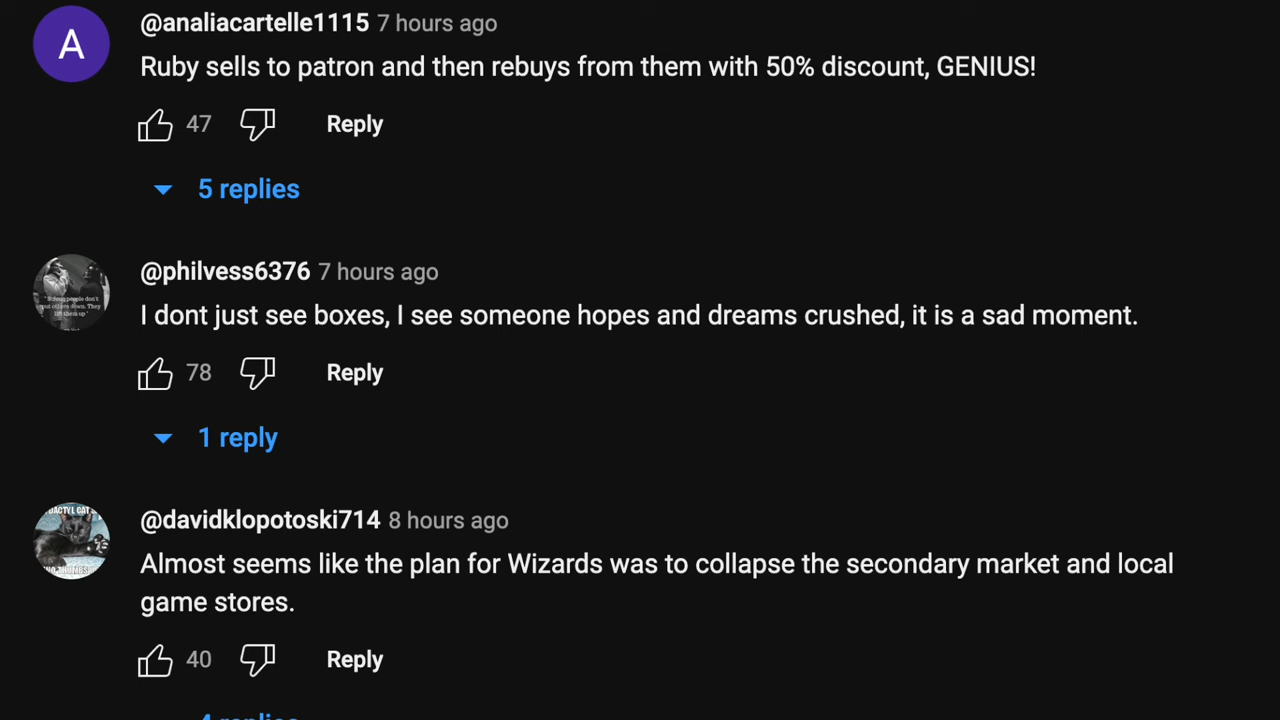 A
@analiacartelle1115 7 hours ago
Ruby sells to patron and then rebuys from them with 50% discount, GENIUS!
47 Reply
5 replies
@philvess6376 7 hours ago
I dont just see boxes, I see someone hopes and dreams crushed, it is a sad moment.
78 Reply
1 reply
@davidklopotoski714 8 hours ago
Almost seems like the plan for Wizards was to collapse the secondary market and local
game stores.
40 Reply
4 replies